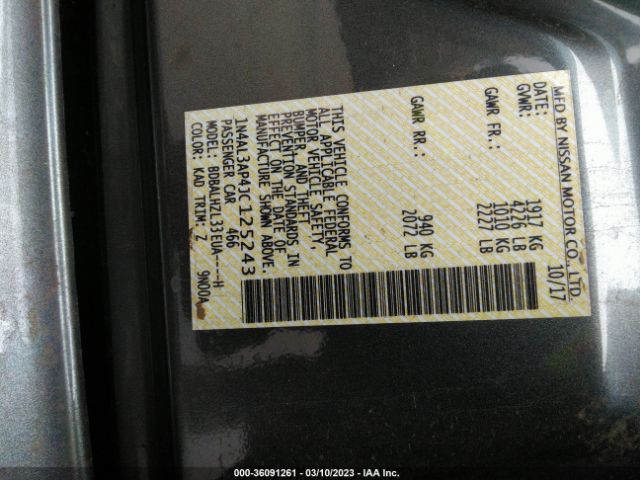 MFD BY NISSAN MOTOR CO., LTD.
DATE: 10/17
GVWR: 1917 KG
4226 LB
GAWR FR: 1010 KG
2227 LB
GAWR RR: 940 KG
2072 LB
THIS VEHICLE CONFORMS TO
ALL APPLICABLE FEDERAL
MOTOR VEHICLE SAFETY,
BUMPER, AND THEFT
PREVENTION STANDARDS IN
EFFECT ON THE DATE OF
MANUFACTURE SHOWN ABOVE.
1N4AL3AP4JC125243
PASSENGER CAR 466
MODEL: BDBALHZL33EUA----H
COLOR: KAD TRIM: Z 9N00A
000-36091261 - 03/10/2023 - IAA Inc.